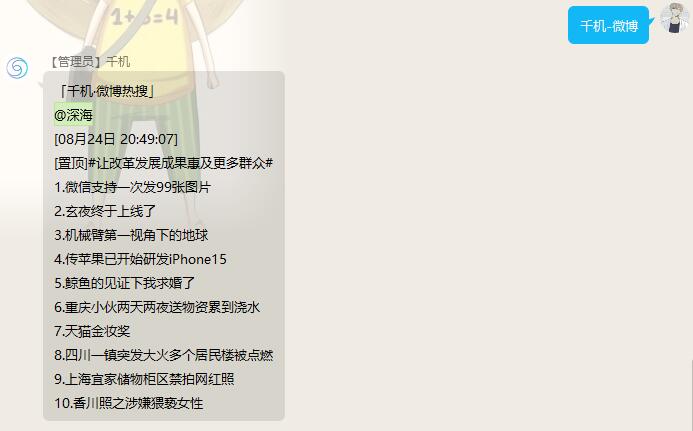 1+3=4
千机-微博
【管理员】千机
「千机·微博热搜」
@深海
[08月24日 20:49:07]
[置顶]#让改革发展成果惠及更多群众#
1.微信支持一次发99张图片
2.玄夜终于上线了
3.机械臂第一视角下的地球
4.传苹果已开始研发iPhone15
5.鲸鱼的见证下我求婚了
6.重庆小伙两天两夜送物资累到浇水
7.天猫金妆奖
8.四川一镇突发大火多个居民楼被点燃
9.上海宜家储物柜区禁拍网红照
10.香川照之涉嫌猥亵女性